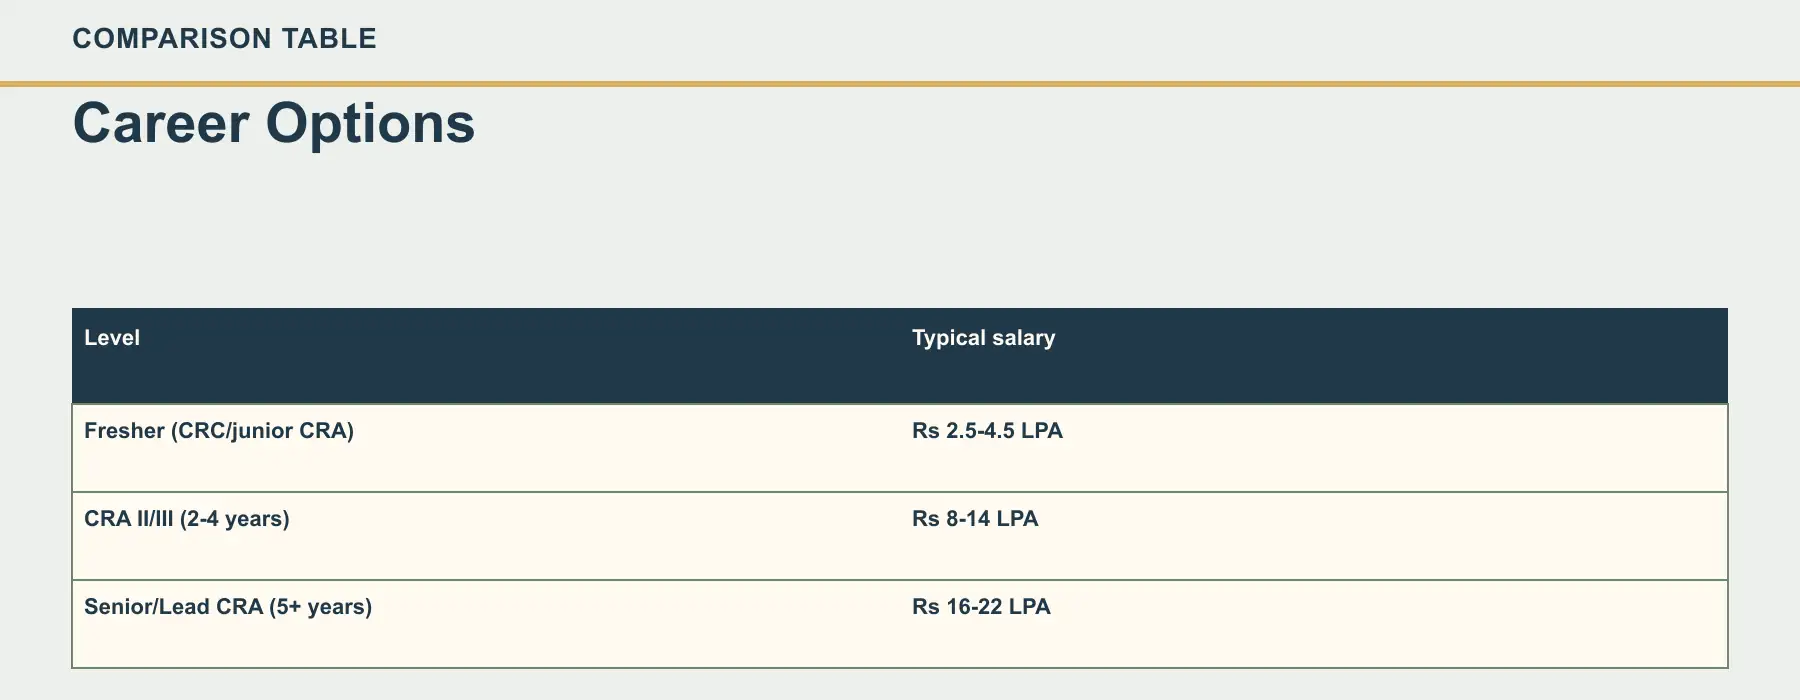 COMPARISON TABLE
Career Options
Level Typical salary
Fresher (CRC/junior CRA) Rs 2.5-4.5 LPA
CRA II/III (2-4 years) Rs 8-14 LPA
Senior/Lead CRA (5+ years) Rs 16-22 LPA